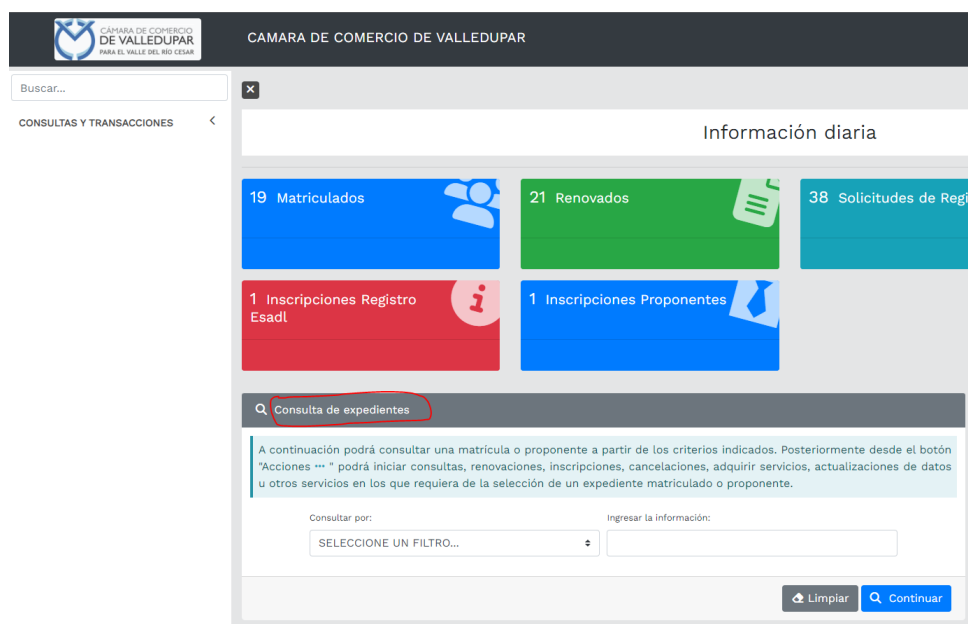 CÁMARA DE COMERCIO
DE VALLEDUPAR
PARA EL VALLE DEL RÍO CESAR
CAMARA DE COMERCIO DE VALLEDUPAR
Buscar...
CONSULTAS Y TRANSACCIONES
Información diaria
19 Matriculados
21 Renovados
38 Solicitudes de Regi
1 Inscripciones Registro
Esadl
1 Inscripciones Proponentes
Consulta de expedientes
A continuación podrá consultar una matrícula o proponente a partir de los criterios indicados. Posteriormente desde el botón
"Acciones ··· " podrá iniciar consultas, renovaciones, inscripciones, cancelaciones, adquirir servicios, actualizaciones de datos
u otros servicios en los que requiera de la selección de un expediente matriculado o proponente.
Consultar por:
Ingresar la información:
SELECCIONE UN FILTRO...
Limpiar
Continuar